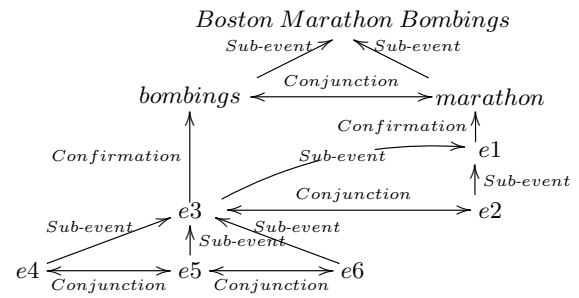 Boston Marathon Bombings
Sub-event Sub-event
bombings Conjunction marathon
Confirmation
Confirmation Sub-event e1
Conjunction Sub-event
e3 e2
Sub-event Sub-event Sub-event
e4 e5 e6
Conjunction Conjunction